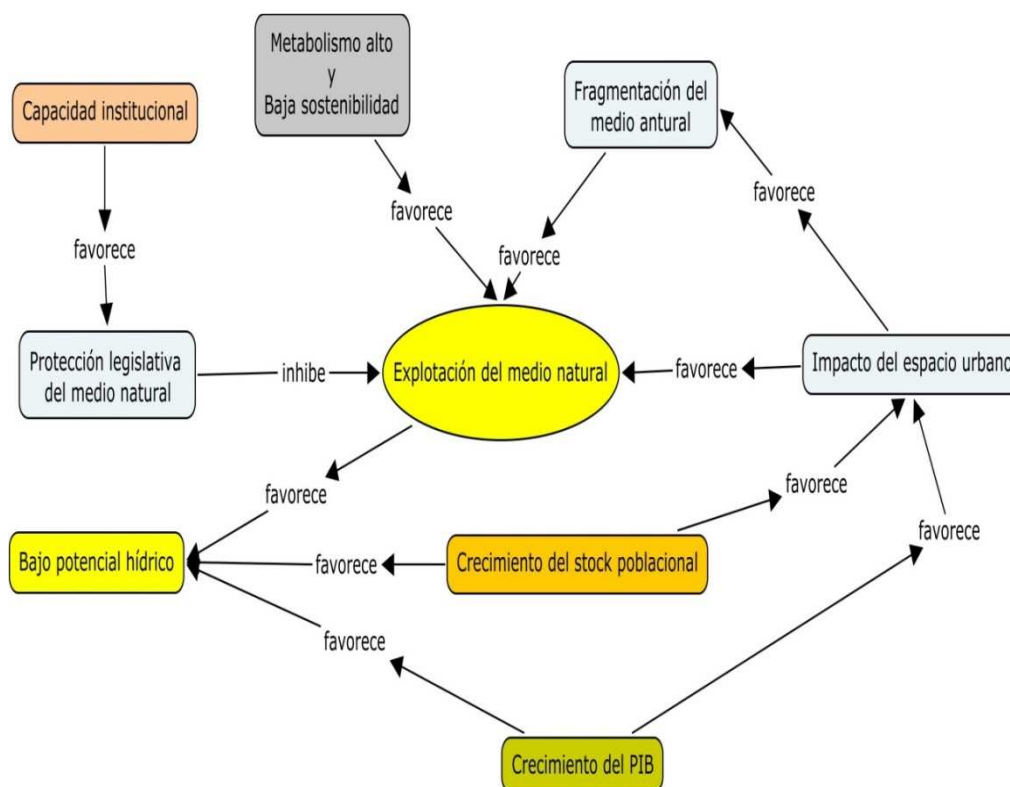 Metabolismo alto
y
Baja sostenibilidad
Fragmentación del
medio antural
Capacidad institucional
favorece
favorece
favorece
favorece
Protección legislativa
del medio natural
inhibe
Explotación del medio natural
favorece
Impacto del espacio urbano
favorece
favorece
favorece
Bajo potencial hídrico
favorece
Crecimiento del stock poblacional
favorece
Crecimiento del PIB